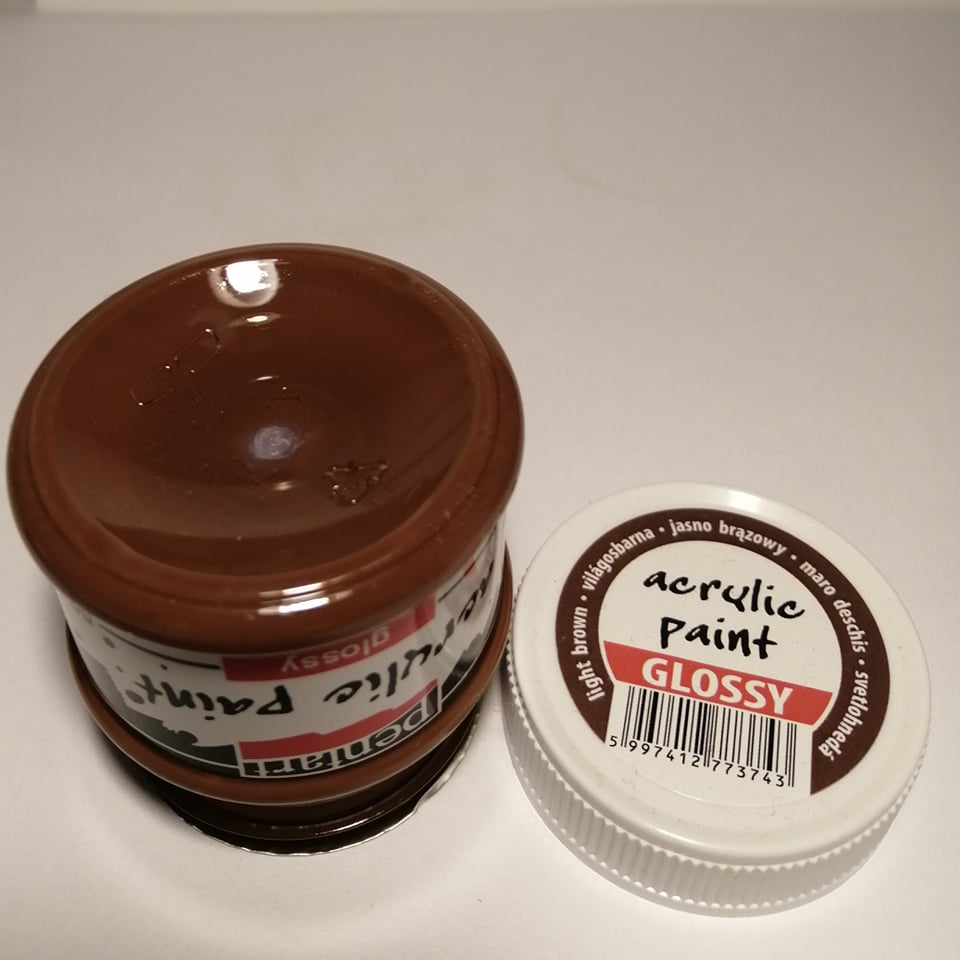 light brown • világosbarna • jasno brązowy • maro deschis • svetlohnedá
acrylic
paint
GLOSSY
5 997412 773743
glossy
acrylic Paint
pentart